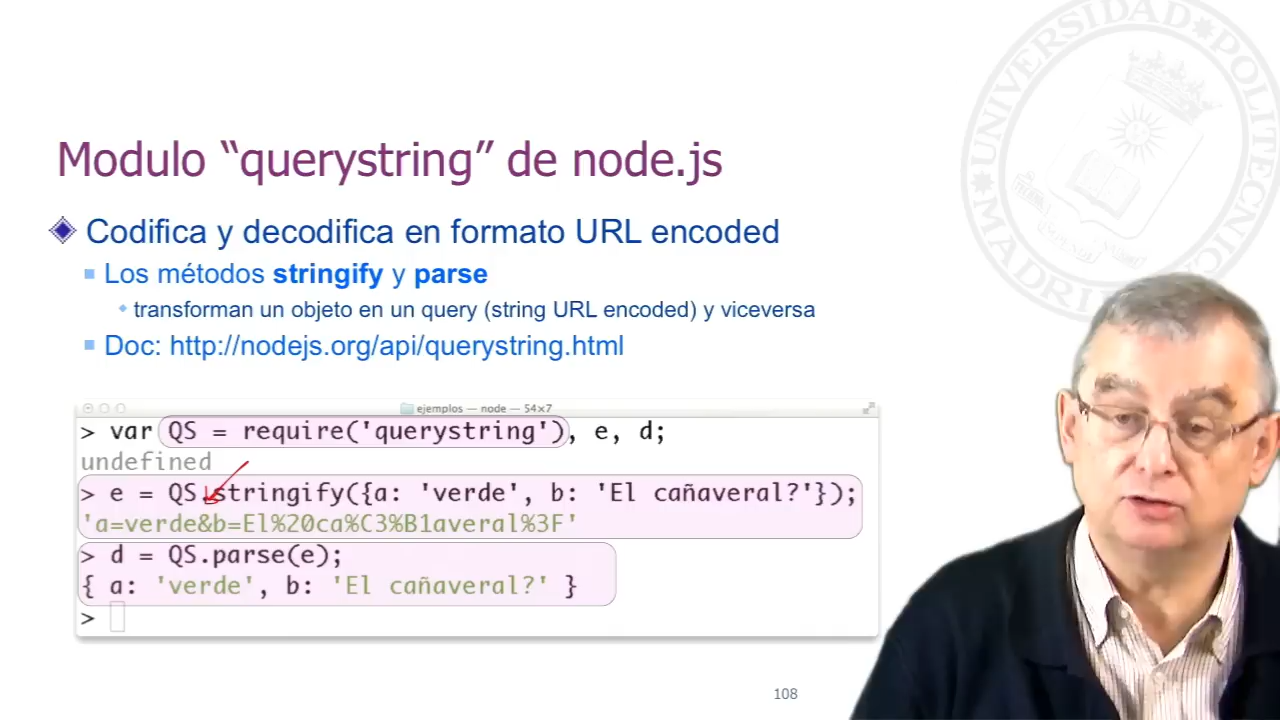 UNIVERSIDAD POLITECNICA
MADRID
Modulo “querystring” de node.js
Codifica y decodifica en formato URL encoded
Los métodos stringify y parse
transforman un objeto en un query (string URL encoded) y viceversa
Doc: http://nodejs.org/api/querystring.html
ejemplos — node — 54×7
> var QS = require('querystring'), e, d;
undefined
> e = QS.stringify({a: 'verde', b: 'El cañaveral?'});
'a=verde&b=El%20ca%C3%B1averal%3F'
> d = QS.parse(e);
{ a: 'verde', b: 'El cañaveral?' }
>
108